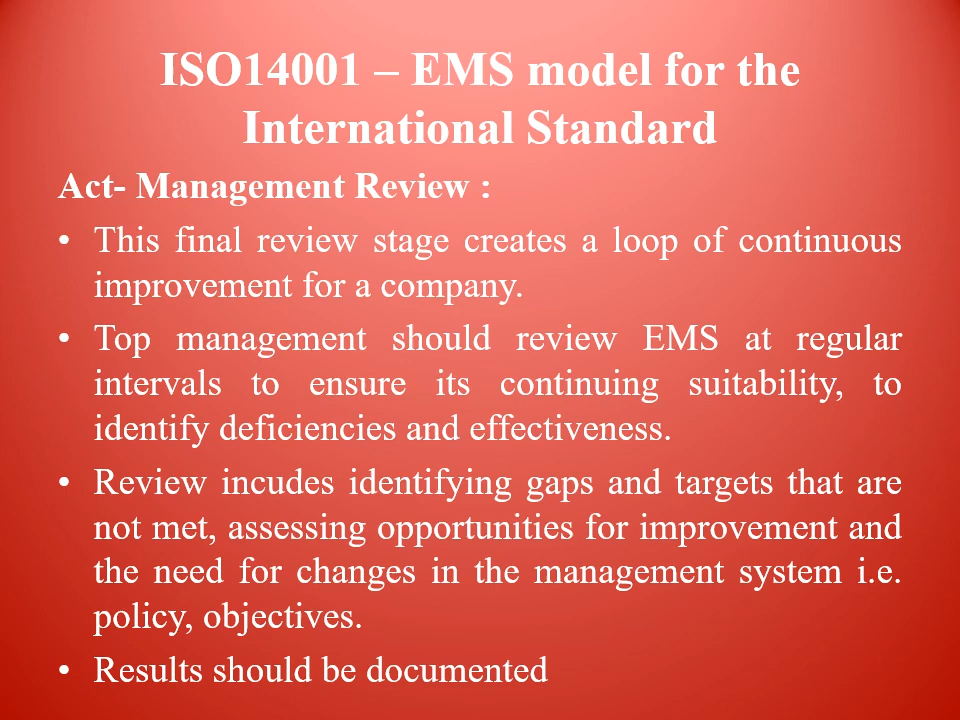 ISO14001 – EMS model for the
International Standard
Act- Management Review :
• This final review stage creates a loop of continuous
improvement for a company.
• Top management should review EMS at regular
intervals to ensure its continuing suitability, to
identify deficiencies and effectiveness.
• Review incudes identifying gaps and targets that are
not met, assessing opportunities for improvement and
the need for changes in the management system i.e.
policy, objectives.
• Results should be documented